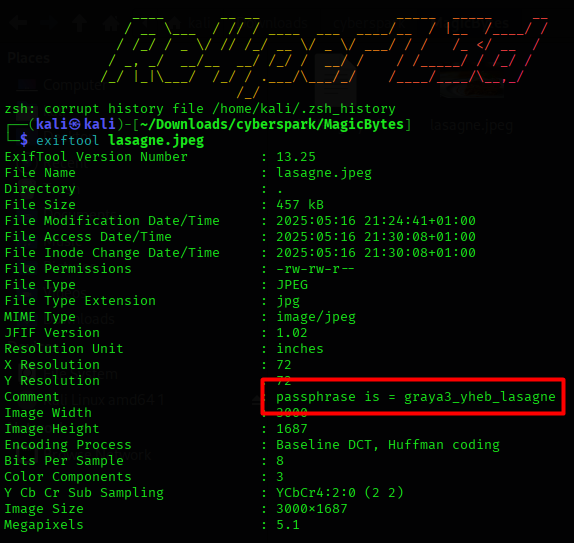 zsh: corrupt history file /home/kali/.zsh_history
┌──(kali㉿kali)-[~/Downloads/cyberspark/MagicBytes]
└─$ exiftool lasagne.jpeg
ExifTool Version Number : 13.25
File Name : lasagne.jpeg
Directory : .
File Size : 457 kB
File Modification Date/Time : 2025:05:16 21:24:41+01:00
File Access Date/Time : 2025:05:16 21:30:08+01:00
File Inode Change Date/Time : 2025:05:16 21:30:08+01:00
File Permissions : -rw-rw-r--
File Type : JPEG
File Type Extension : jpg
MIME Type : image/jpeg
JFIF Version : 1.02
Resolution Unit : inches
X Resolution : 72
Y Resolution : 72
Comment : passphrase is = graya3_yheb_lasagne
Image Width : 3000
Image Height : 1687
Encoding Process : Baseline DCT, Huffman coding
Bits Per Sample : 8
Color Components : 3
Y Cb Cr Sub Sampling : YCbCr4:2:0 (2 2)
Image Size : 3000×1687
Megapixels : 5.1